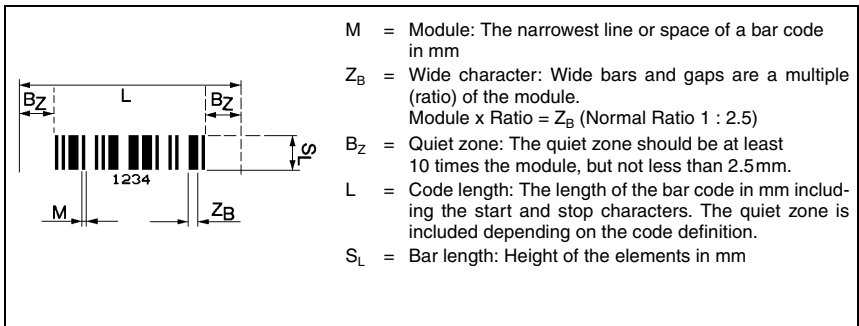 L
BZ
BZ
SL
1234
M
ZB
M = Module: The narrowest line or space of a bar code
in mm
ZB = Wide character: Wide bars and gaps are a multiple
(ratio) of the module.
Module x Ratio = ZB (Normal Ratio 1 : 2.5)
BZ = Quiet zone: The quiet zone should be at least
10 times the module, but not less than 2.5mm.
L = Code length: The length of the bar code in mm includ-
ing the start and stop characters. The quiet zone is
included depending on the code definition.
SL = Bar length: Height of the elements in mm